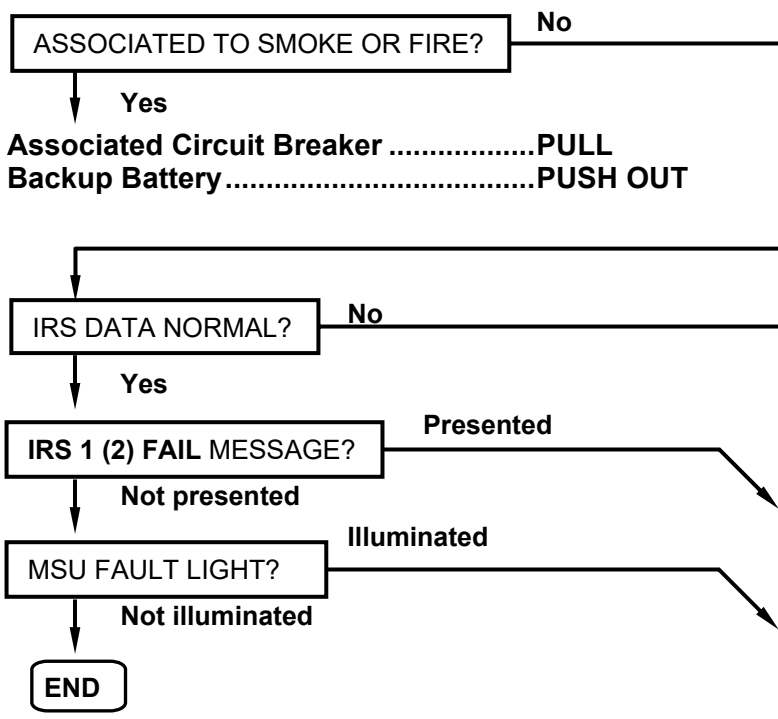 No
ASSOCIATED TO SMOKE OR FIRE?
Yes
Associated Circuit Breaker ..................PULL
Backup Battery ......................................PUSH OUT
IRS DATA NORMAL?
No
Yes
Presented
IRS 1 (2) FAIL MESSAGE?
Not presented
Illuminated
MSU FAULT LIGHT?
Not illuminated
END